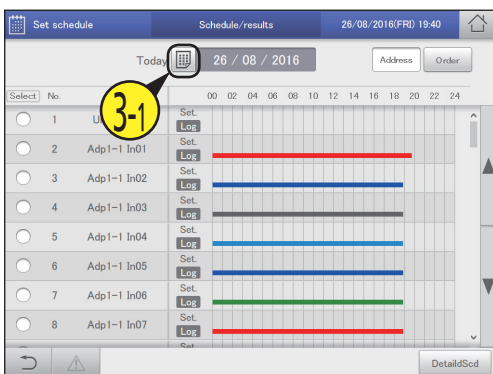 Set schedule Schedule/results 26/08/2016(FRI) 19:40
Today 26 / 08 / 2016 Address Order
3-1
Select No. 00 02 04 06 08 10 12 14 16 18 20 22 24
1 Set.
Log
2 Adp1-1 In01 Set.
Log
3 Adp1-1 In02 Set.
Log
4 Adp1-1 In03 Set.
Log
5 Adp1-1 In04 Set.
Log
6 Adp1-1 In05 Set.
Log
7 Adp1-1 In06 Set.
Log
8 Adp1-1 In07 Set.
Log
Set.
DetaildScd